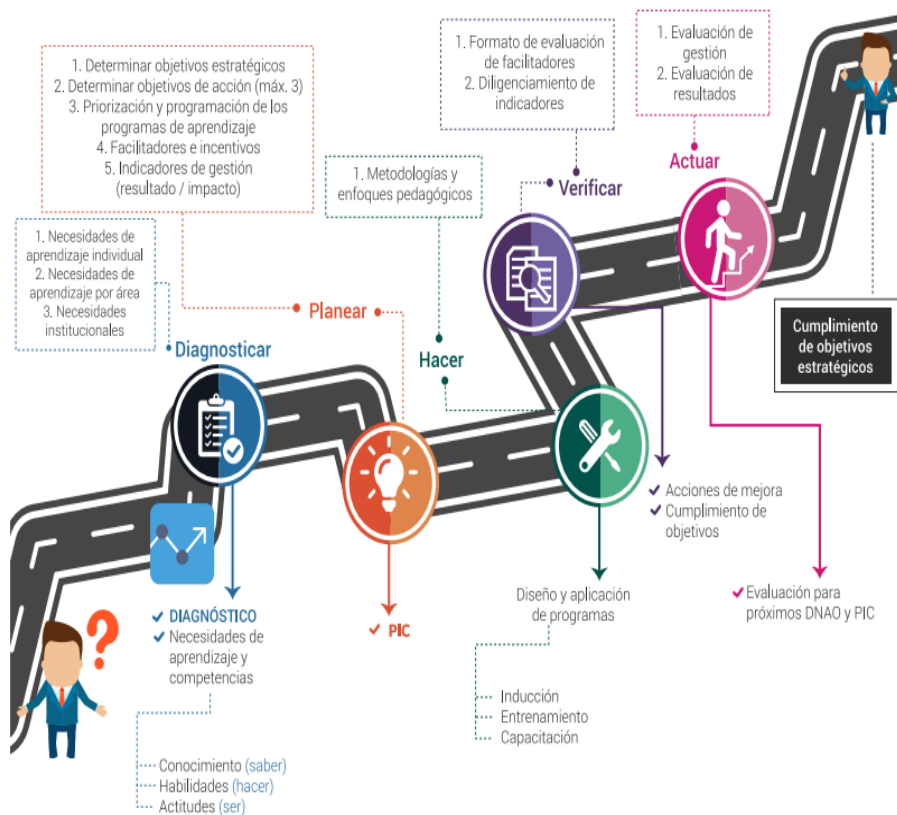 1. Determinar objetivos estratégicos
2. Determinar objetivos de acción (máx. 3)
3. Priorización y programación de los
programas de aprendizaje
4. Facilitadores e incentivos
5. Indicadores de gestión
(resultado / impacto)
1. Formato de evaluación
de facilitadores
2. Diligenciamiento de
indicadores
1. Evaluación de
gestión
2. Evaluación de
resultados
Actuar
1. Metodologías y
enfoques pedagógicos
Verificar
1. Necesidades de
aprendizaje individual
2. Necesidades de
aprendizaje por área
3. Necesidades
institucionales
Planear
Diagnosticar
Hacer
Cumplimiento
de objetivos
estratégicos
Acciones de mejora
Cumplimiento de
objetivos
DIAGNÓSTICO
Necesidades de
aprendizaje y
competencias
PIC
Diseño y aplicación
de programas
Evaluación para
próximos DNAO y PIC
?
Inducción
Entrenamiento
Capacitación
Conocimiento (saber)
Habilidades (hacer)
Actitudes (ser)